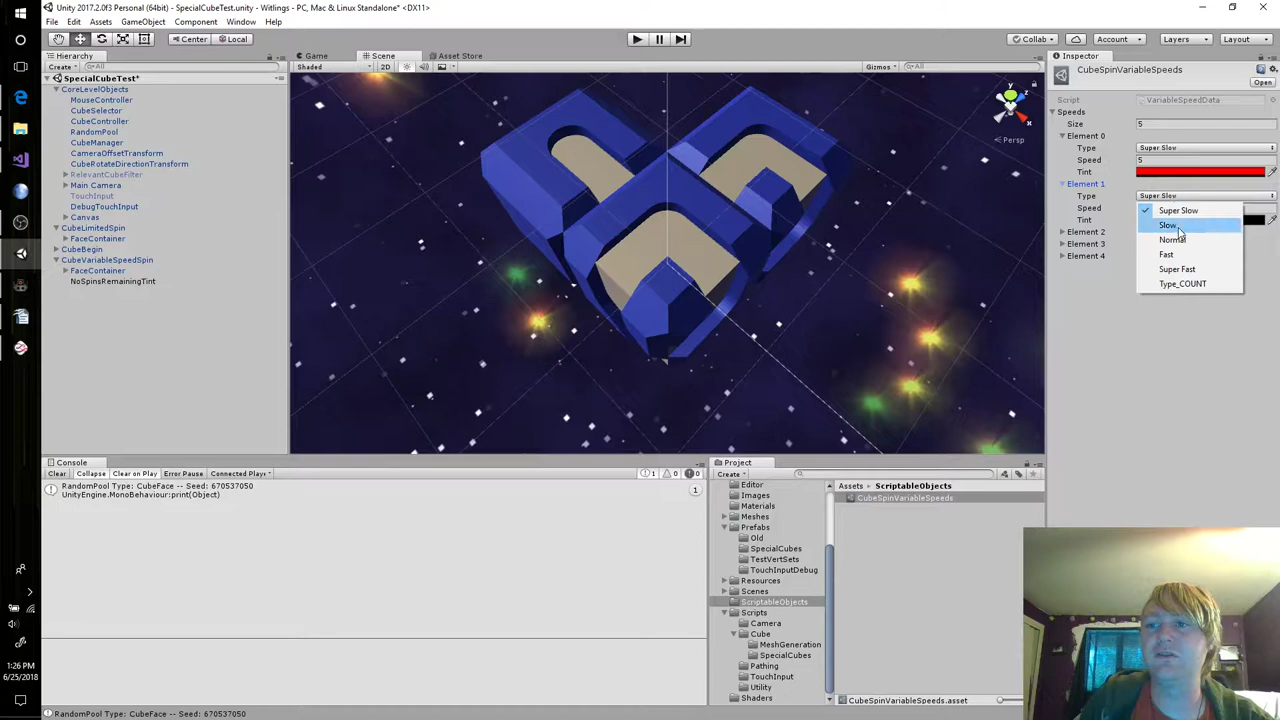 Unity 2017.2.0f3 Personal (64bit) - SpecialCubeTest.unity - Witlings - PC, Mac & Linux Standalone* <DX11>
File Edit Assets GameObject Component Window Help
Center Local Collab Account Layers Layout
Hierarchy
Create All
SpecialCubeTest*
CoreLevelObjects
MouseController
CubeSelector
CubeController
RandomPool
CubeManager
CameraOffsetTransform
CubeRotateDirectionTransform
RelevantCubeFilter
Main Camera
TouchInput
DebugTouchInput
Canvas
CubeLimitedSpin
FaceContainer
CubeBegin
CubeVariableSpeedSpin
FaceContainer
NoSpinsRemainingTint
Game Scene Asset Store
Shaded 2D Gizmos All
y
Persp
Inspector
CubeSpinVariableSpeeds
Open
Script VariableSpeedData
Speeds
Size 5
Element 0
Type Super Slow
Speed 5
Tint
Element 1
Type Super Slow
Speed
Tint
Element 2
Element 3
Element 4
Super Slow
Slow
Normal
Fast
Super Fast
Type_COUNT
Console
Clear Collapse Clear on Play Error Pause Connected Player 1 0 0
RandomPool Type: CubeFace -- Seed: 670537050
UnityEngine.MonoBehaviour:print(Object)
1
Project
Create
Editor
Images
Materials
Meshes
Prefabs
Old
SpecialCubes
TestVertSets
TouchInputDebug
Resources
Scenes
ScriptableObjects
Scripts
Camera
Cube
MeshGeneration
SpecialCubes
Pathing
TouchInput
Utility
Shaders
Assets ScriptableObjects
CubeSpinVariableSpeeds
CubeSpinVariableSpeeds.asset
RandomPool Type: CubeFace -- Seed: 670537050
1:26 PM
6/25/2018